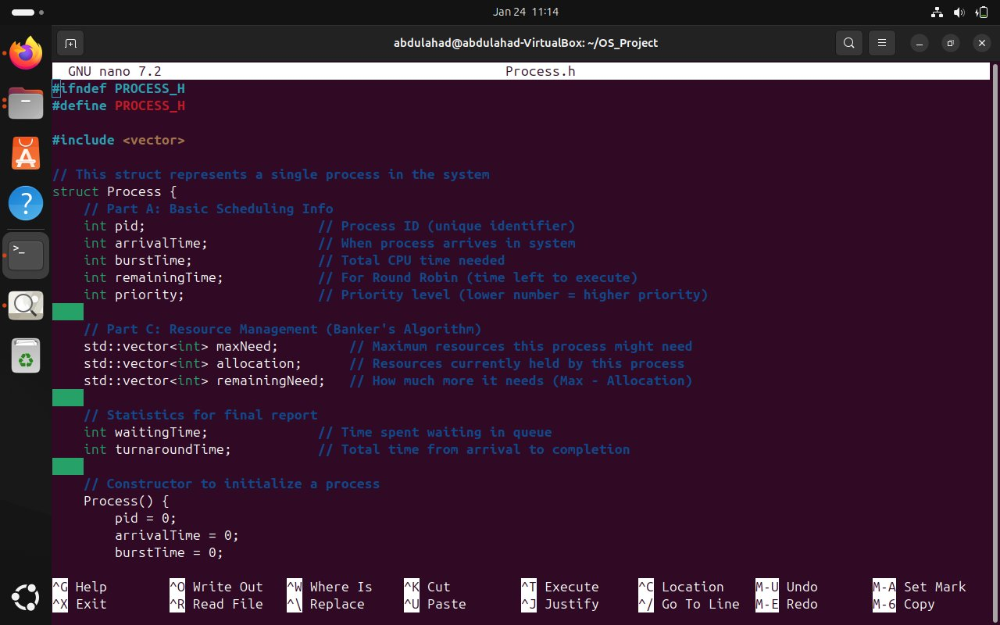 Jan 24 11:14
abdulahad@abdulahad-VirtualBox: ~/OS_Project
GNU nano 7.2 Process.h
#ifndef PROCESS_H
#define PROCESS_H
#include <vector>
// This struct represents a single process in the system
struct Process {
    // Part A: Basic Scheduling Info
    int pid;                      // Process ID (unique identifier)
    int arrivalTime;              // When process arrives in system
    int burstTime;                // Total CPU time needed
    int remainingTime;            // For Round Robin (time left to execute)
    int priority;                 // Priority level (lower number = higher priority)
    // Part C: Resource Management (Banker's Algorithm)
    std::vector<int> maxNeed;         // Maximum resources this process might need
    std::vector<int> allocation;      // Resources currently held by this process
    std::vector<int> remainingNeed;   // How much more it needs (Max - Allocation)
    // Statistics for final report
    int waitingTime;              // Time spent waiting in queue
    int turnaroundTime;           // Total time from arrival to completion
    // Constructor to initialize a process
    Process() {
        pid = 0;
        arrivalTime = 0;
        burstTime = 0;
^G Help ^O Write Out ^W Where Is ^K Cut ^T Execute ^C Location M-U Undo M-A Set Mark
^X Exit ^R Read File ^\ Replace ^U Paste ^J Justify ^/ Go To Line M-E Redo M-6 Copy